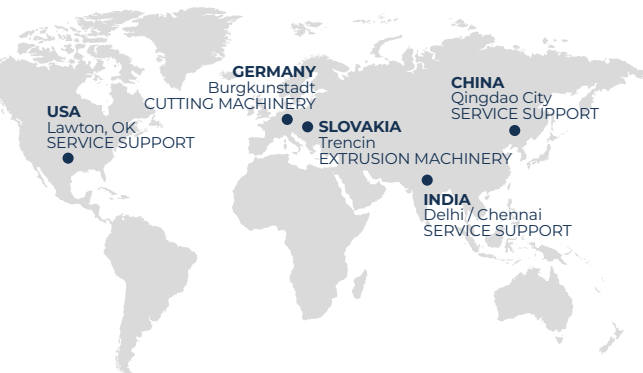 GERMANY
Burgkunstadt
CUTTING MACHINERY
USA
Lawton, OK
SERVICE SUPPORT
SLOVAKIA
Trencin
EXTRUSION MACHINERY
CHINA
Qingdao City
SERVICE SUPPORT
INDIA
Delhi / Chennai
SERVICE SUPPORT